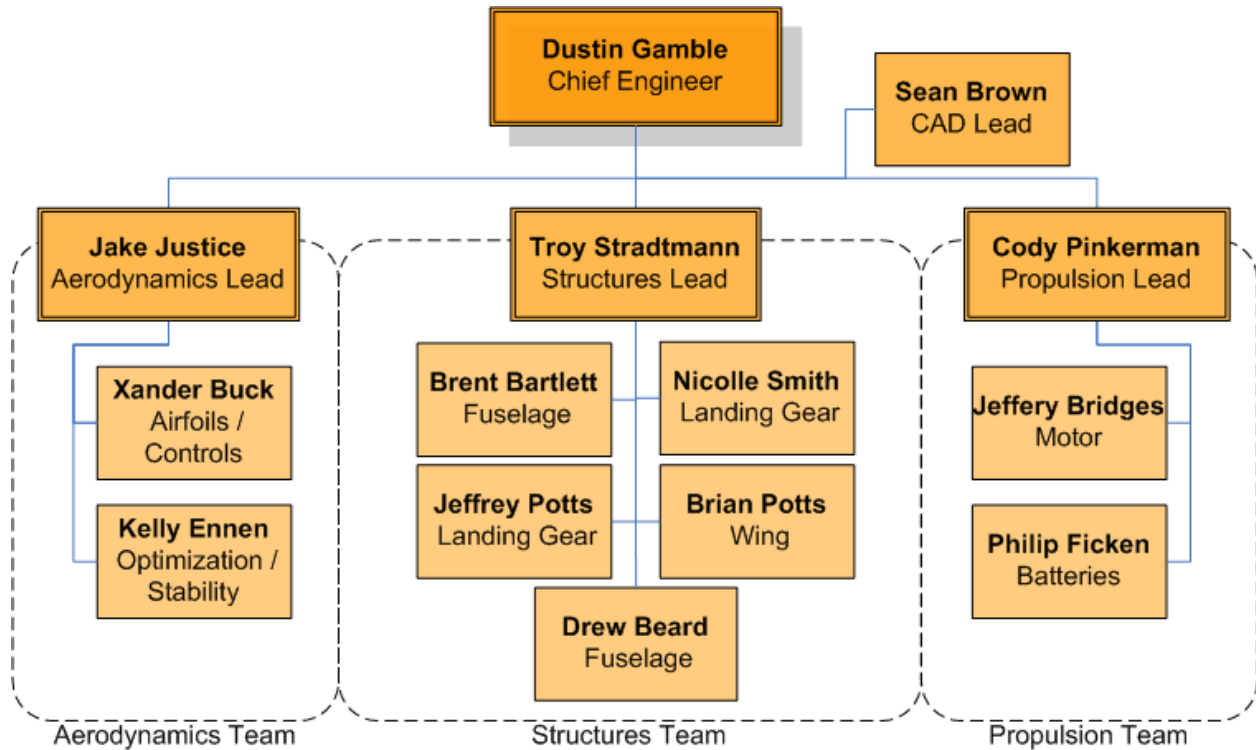 Dustin Gamble
Chief Engineer
Sean Brown
CAD Lead
Jake Justice
Aerodynamics Lead
Troy Stradtmann
Structures Lead
Cody Pinkerman
Propulsion Lead
Xander Buck
Airfoils /
Controls
Kelly Ennen
Optimization /
Stability
Brent Bartlett
Fuselage
Nicolle Smith
Landing Gear
Jeffrey Potts
Landing Gear
Brian Potts
Wing
Drew Beard
Fuselage
Jeffery Bridges
Motor
Philip Ficken
Batteries
Aerodynamics Team
Structures Team
Propulsion Team